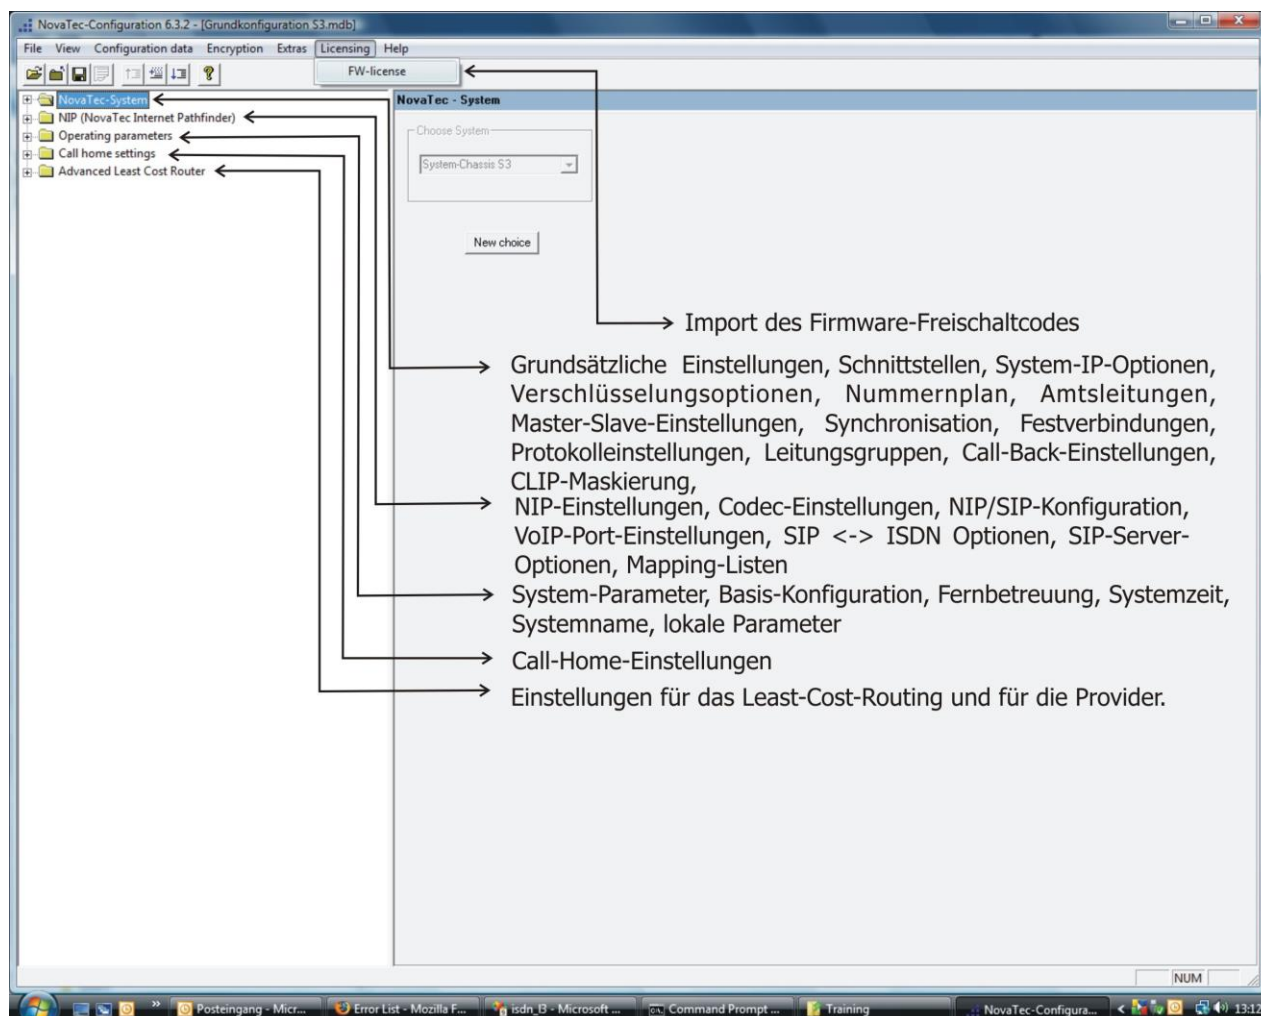 NovaTec-Configuration 6.3.2 - [Grundkonfiguration S3.mdb]
File View Configuration data Encryption Extras Licensing Help
FW-license
NovaTec-System
NIP (NovaTec Internet Pathfinder)
Operating parameters
Call home settings
Advanced Least Cost Router
NovaTec - System
Choose System
System-Chassis S3
New choice
Import des Firmware-Freischaltcodes
Grundsätzliche Einstellungen, Schnittstellen, System-IP-Optionen,
Verschlüsselungsoptionen, Nummernplan, Amtsleitungen,
Master-Slave-Einstellungen, Synchronisation, Festverbindungen,
Protokolleinstellungen, Leitungsgruppen, Call-Back-Einstellungen,
CLIP-Maskierung,
NIP-Einstellungen, Codec-Einstellungen, NIP/SIP-Konfiguration,
VoIP-Port-Einstellungen, SIP <-> ISDN Optionen, SIP-Server-
Optionen, Mapping-Listen
System-Parameter, Basis-Konfiguration, Fernbetreuung, Systemzeit,
Systemname, lokale Parameter
Call-Home-Einstellungen
Einstellungen für das Least-Cost-Routing und für die Provider.
NUM
Posteingang - Micr... Error List - Mozilla F... isdn_l3 - Microsoft ... Command Prompt ... Training NovaTec-Configura... 13:12